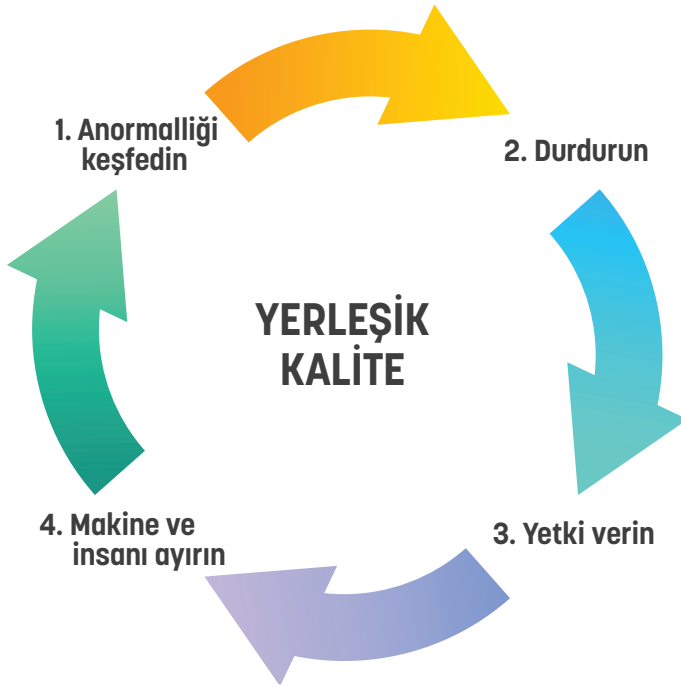 1. Anormalliği
keşfedin
2. Durdurun
YERLEŞİK
KALİTE
3. Yetki verin
4. Makine ve
insanı ayırın